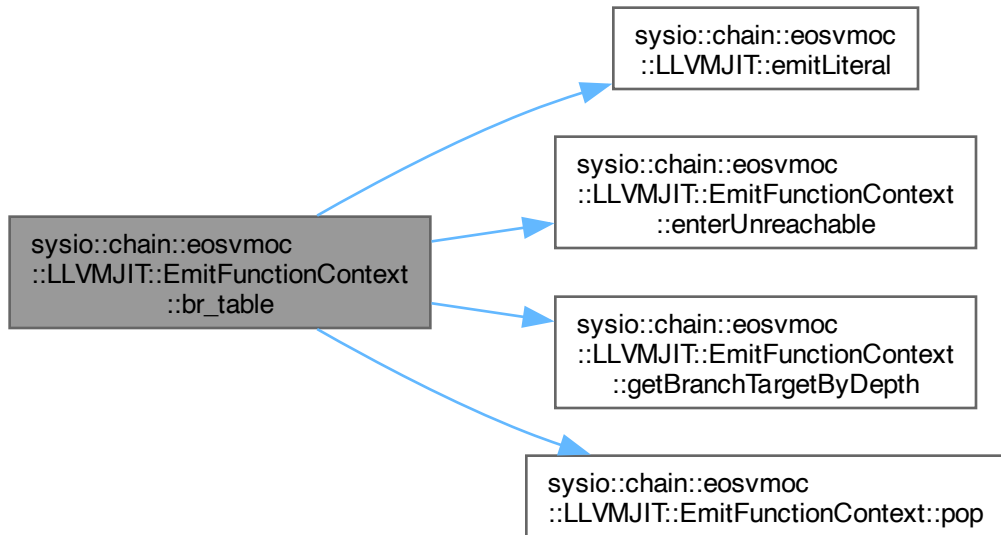 sysio::chain::eosvmoc
::LLVMJIT::emitLiteral
sysio::chain::eosvmoc
::LLVMJIT::EmitFunctionContext
::enterUnreachable
sysio::chain::eosvmoc
::LLVMJIT::EmitFunctionContext
::br_table
sysio::chain::eosvmoc
::LLVMJIT::EmitFunctionContext
::getBranchTargetByDepth
sysio::chain::eosvmoc
::LLVMJIT::EmitFunctionContext::pop